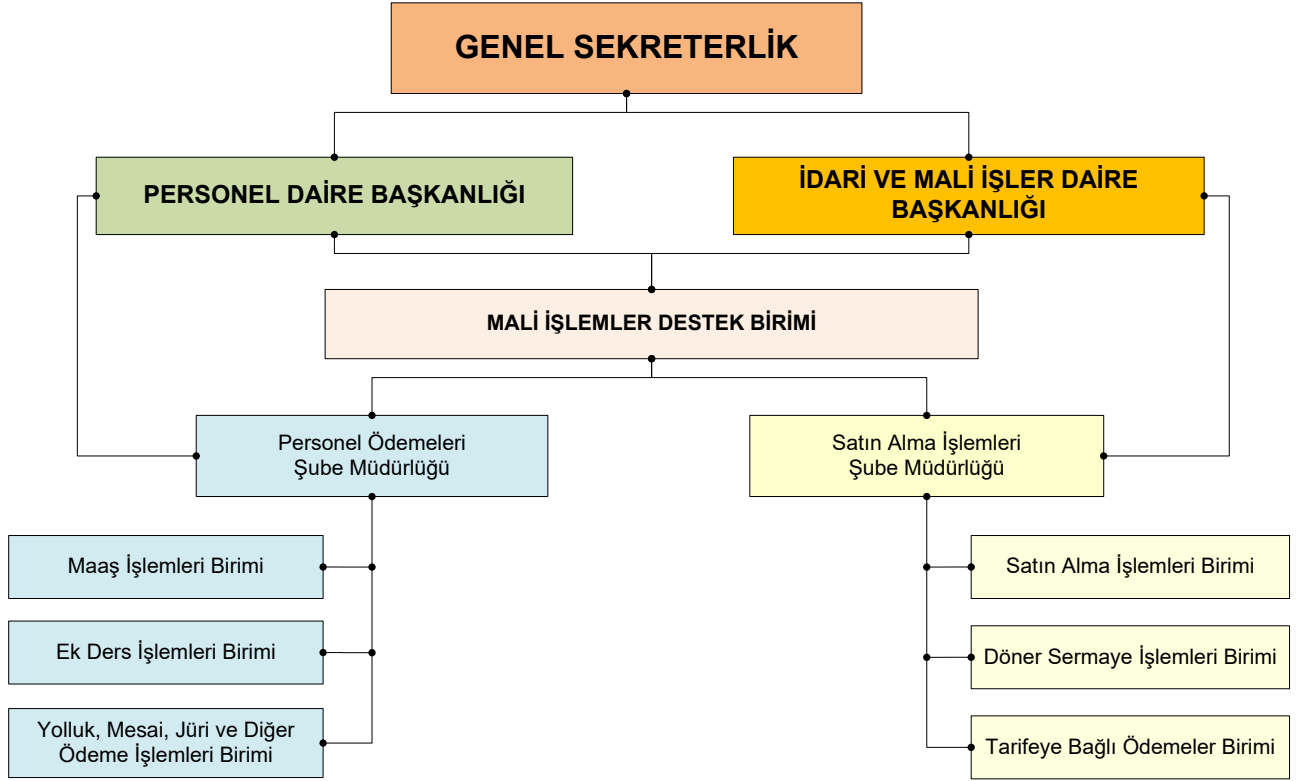 GENEL SEKRETERLİK
PERSONEL DAİRE BAŞKANLIĞI
İDARİ VE MALİ İŞLER DAİRE
BAŞKANLIĞI
MALİ İŞLEMLER DESTEK BİRİMİ
Personel Ödemeleri
Şube Müdürlüğü
Satın Alma İşlemleri
Şube Müdürlüğü
Maaş İşlemleri Birimi
Ek Ders İşlemleri Birimi
Yolluk, Mesai, Jüri ve Diğer
Ödeme İşlemleri Birimi
Satın Alma İşlemleri Birimi
Döner Sermaye İşlemleri Birimi
Tarifeye Bağlı Ödemeler Birimi